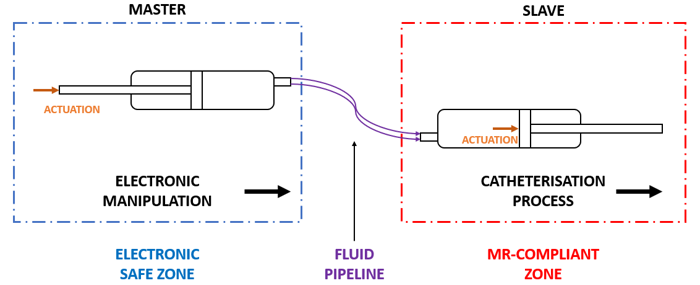 MASTER
SLAVE
ACTUATION
ACTUATION
ELECTRONIC
MANIPULATION
CATHETERISATION
PROCESS
ELECTRONIC
SAFE ZONE
FLUID
PIPELINE
MR-COMPLIANT
ZONE